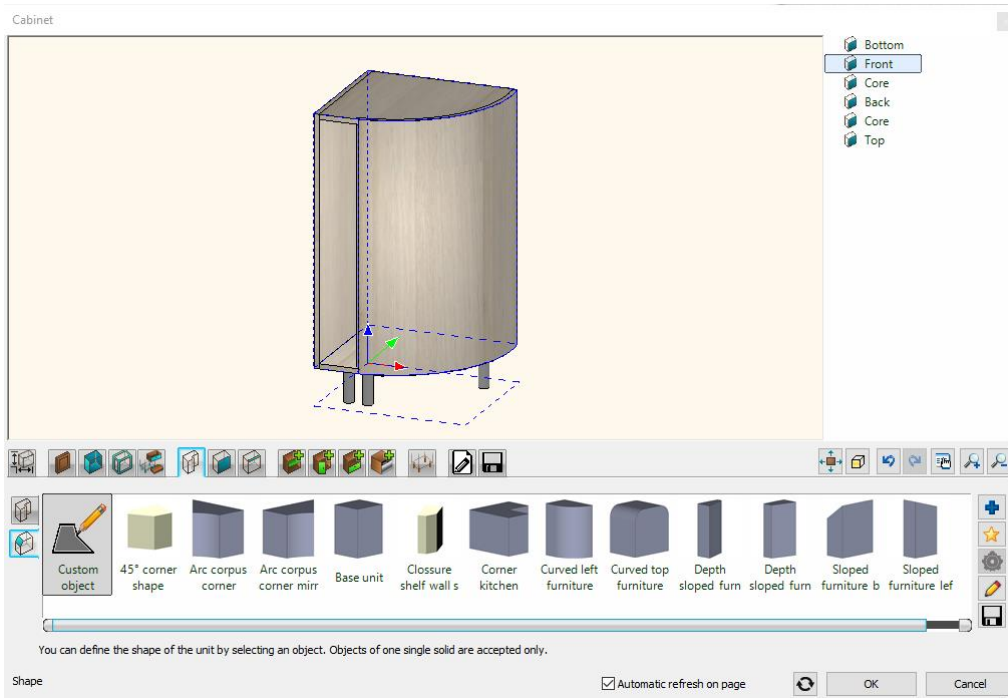 Cabinet
Bottom
Front
Core
Back
Core
Top
Custom
object
45° corner
shape
Arc corpus
corner
Arc corpus
corner mirr
Base unit
Clossure
shelf wall s
Corner
kitchen
Curved left
furniture
Curved top
furniture
Depth
sloped furn
Depth
sloped furn
Sloped
furniture b
Sloped
furniture lef
You can define the shape of the unit by selecting an object. Objects of one single solid are accepted only.
Shape
Automatic refresh on page
OK
Cancel